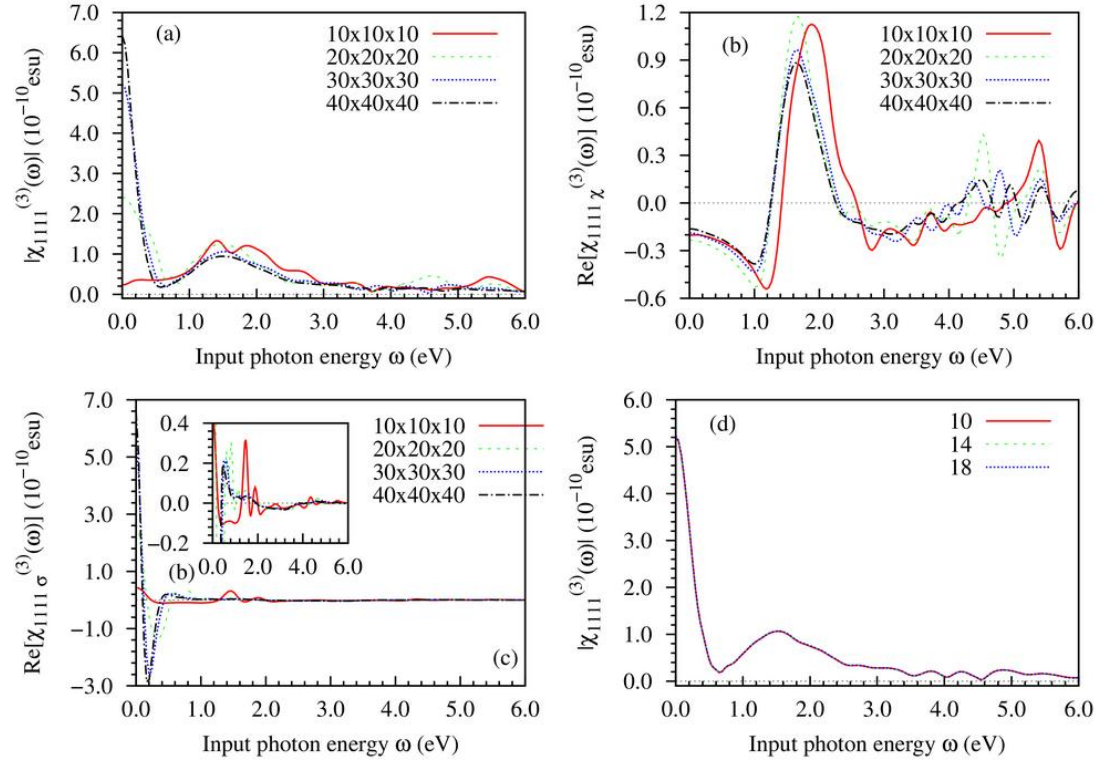 (a)
10x10x10
20x20x20
30x30x30
40x40x40
7.0
6.0
5.0
4.0
3.0
2.0
1.0
0.0
|χ₁₁₁₁⁽³⁾(ω)| (10⁻¹⁰esu)
0.0 1.0 2.0 3.0 4.0 5.0 6.0
Input photon energy ω (eV)
(b)
10x10x10
20x20x20
30x30x30
40x40x40
1.2
0.9
0.6
0.3
0.0
−0.3
−0.6
Re[χ₁₁₁₁ χ⁽³⁾(ω)] (10⁻¹⁰esu)
0.0 1.0 2.0 3.0 4.0 5.0 6.0
Input photon energy ω (eV)
10x10x10
20x20x20
30x30x30
40x40x40
7.0
5.0
3.0
1.0
−1.0
−3.0
Re[χ₁₁₁₁ σ⁽³⁾(ω)] (10⁻¹⁰esu)
0.4
0.2
0.0
−0.2
0.0 2.0 4.0 6.0
(b)
(c)
0.0 1.0 2.0 3.0 4.0 5.0 6.0
Input photon energy ω (eV)
(d)
10
14
18
6.0
5.0
4.0
3.0
2.0
1.0
0.0
|χ₁₁₁₁⁽³⁾(ω)| (10⁻¹⁰esu)
0.0 1.0 2.0 3.0 4.0 5.0 6.0
Input photon energy ω (eV)